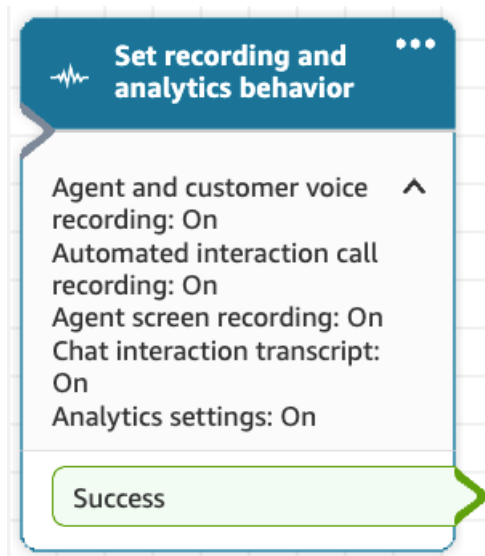 Set recording and
analytics behavior
Agent and customer voice
recording: On
Automated interaction call
recording: On
Agent screen recording: On
Chat interaction transcript:
On
Analytics settings: On
Success